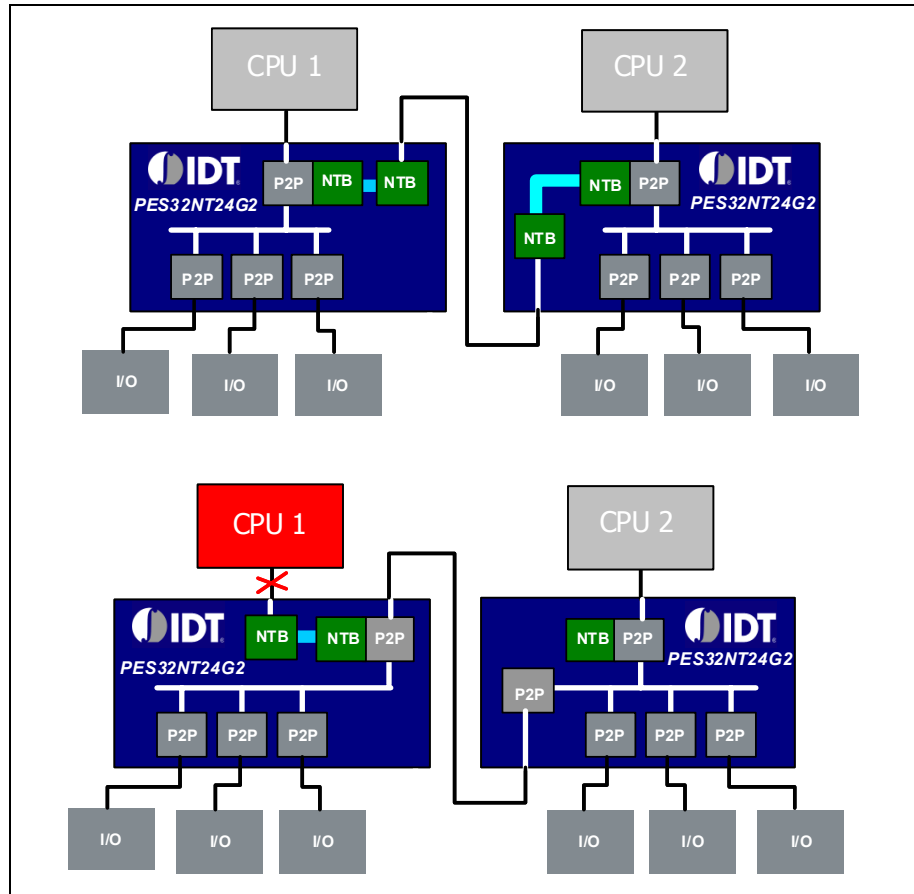 CPU 1
CPU 2
IDT
PES32NT24G2
P2P
NTB
NTB
P2P
P2P
P2P
I/O
I/O
I/O
IDT
PES32NT24G2
NTB
P2P
NTB
P2P
P2P
P2P
I/O
I/O
I/O
CPU 1
CPU 2
IDT
PES32NT24G2
NTB
NTB
P2P
P2P
P2P
P2P
I/O
I/O
I/O
IDT
PES32NT24G2
NTB
P2P
P2P
P2P
P2P
P2P
I/O
I/O
I/O